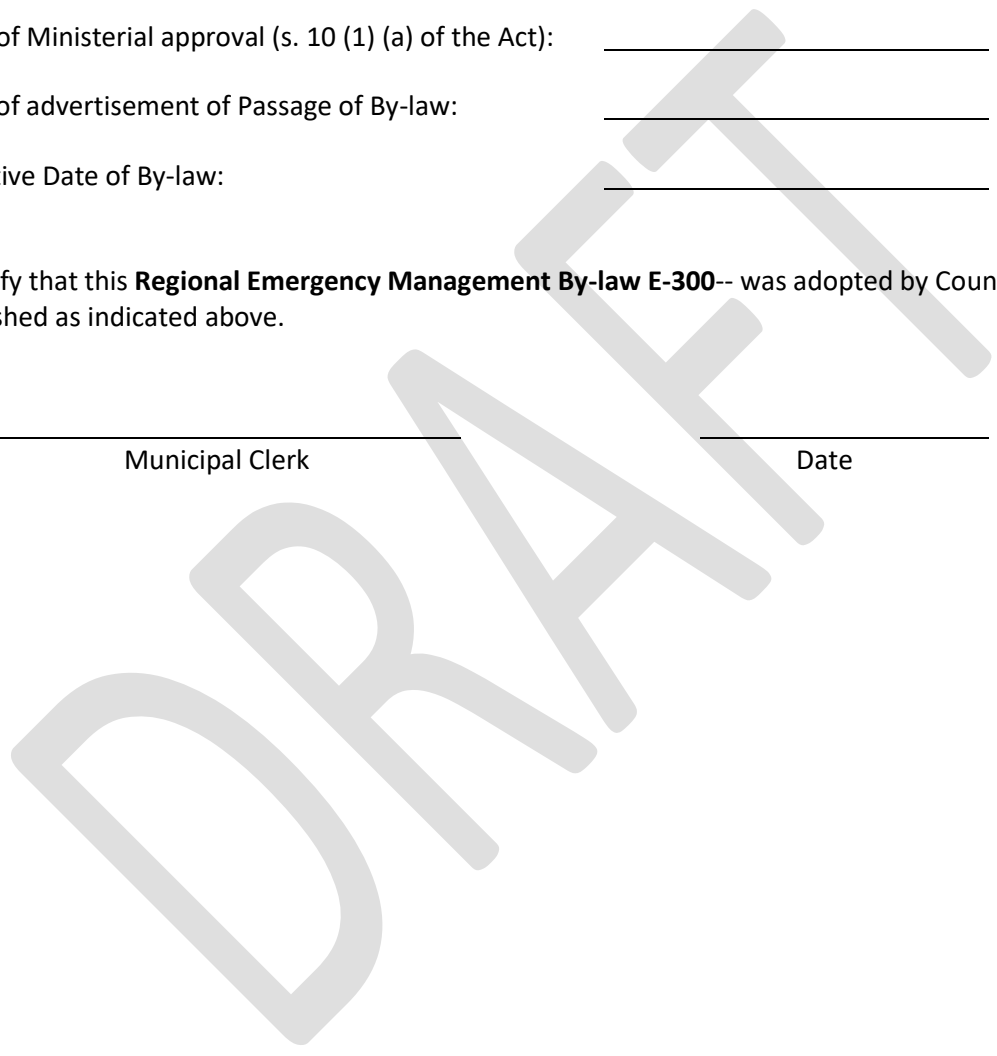 of Ministerial approval (s. 10 (1) (a) of the Act):
of advertisement of Passage of By-law:
tive Date of By-law:
fy that this Regional Emergency Management By-law E-300-- was adopted by Coun
shed as indicated above.
Municipal Clerk Date
DRAFT